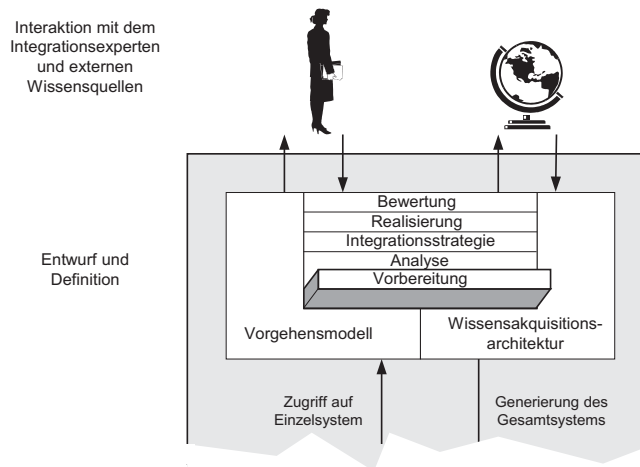 Interaktion mit dem
Integrationsexperten
und externen
Wissensquellen
Entwurf und
Definition
Bewertung
Realisierung
Integrationsstrategie
Analyse
Vorbereitung
Vorgehensmodell
Wissensakquisitions-
architektur
Zugriff auf
Einzelsystem
Generierung des
Gesamtsystems